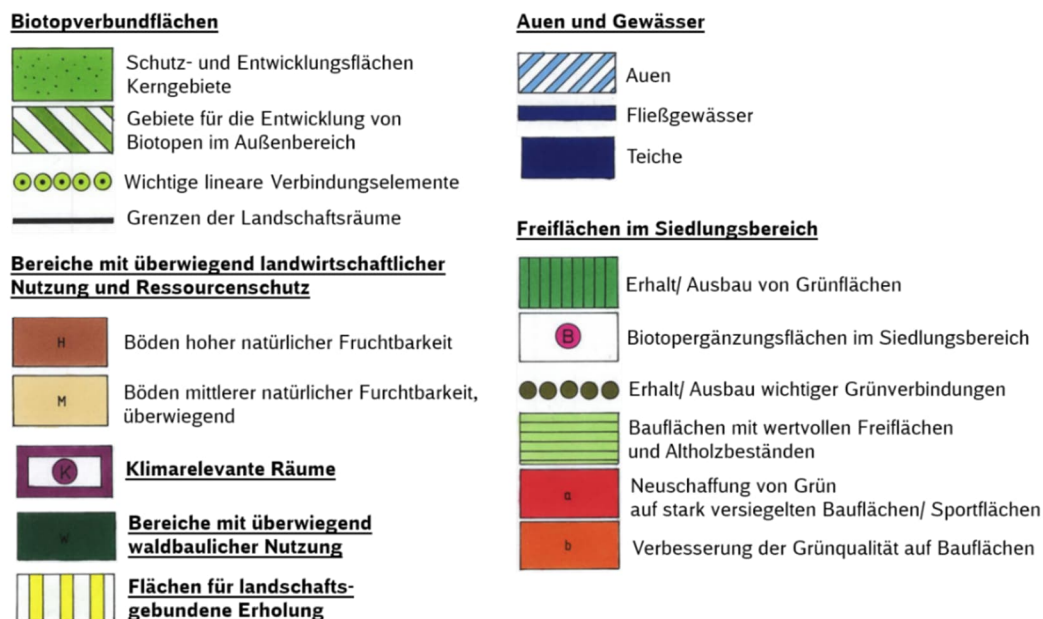 Biotopverbundflächen
Schutz- und Entwicklungsflächen
Kerngebiete
Gebiete für die Entwicklung von
Biotopen im Außenbereich
Wichtige lineare Verbindungselemente
Grenzen der Landschaftsräume
Bereiche mit überwiegend landwirtschaftlicher
Nutzung und Ressourcenschutz
H
Böden hoher natürlicher Fruchtbarkeit
M
Böden mittlerer natürlicher Furchtbarkeit,
überwiegend
K
Klimarelevante Räume
W
Bereiche mit überwiegend
waldbaulicher Nutzung
Flächen für landschafts-
gebundene Erholung
Auen und Gewässer
Auen
Fließgewässer
Teiche
Freiflächen im Siedlungsbereich
Erhalt/ Ausbau von Grünflächen
B
Biotopergänzungsflächen im Siedlungsbereich
Erhalt/ Ausbau wichtiger Grünverbindungen
Bauflächen mit wertvollen Freiflächen
und Altholzbeständen
a
Neuschaffung von Grün
auf stark versiegelten Bauflächen/ Sportflächen
b
Verbesserung der Grünqualität auf Bauflächen